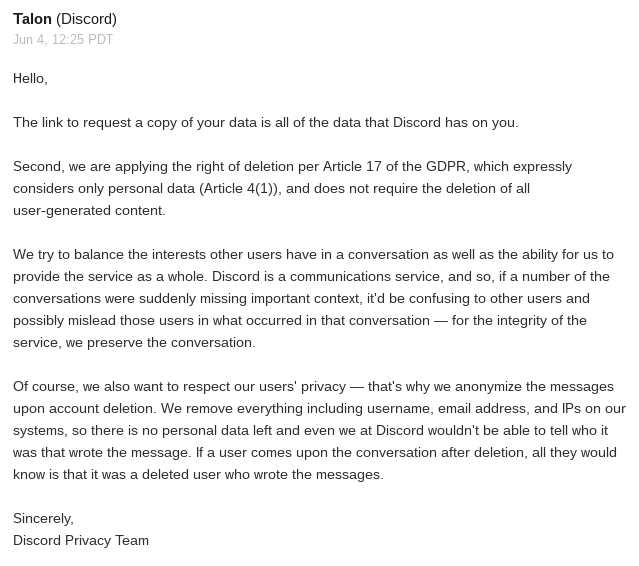 Talon (Discord)
Jun 4, 12:25 PDT
Hello,
The link to request a copy of your data is all of the data that Discord has on you.
Second, we are applying the right of deletion per Article 17 of the GDPR, which expressly
considers only personal data (Article 4(1)), and does not require the deletion of all
user-generated content.
We try to balance the interests other users have in a conversation as well as the ability for us to
provide the service as a whole. Discord is a communications service, and so, if a number of the
conversations were suddenly missing important context, it'd be confusing to other users and
possibly mislead those users in what occurred in that conversation — for the integrity of the
service, we preserve the conversation.
Of course, we also want to respect our users' privacy — that's why we anonymize the messages
upon account deletion. We remove everything including username, email address, and IPs on our
systems, so there is no personal data left and even we at Discord wouldn't be able to tell who it
was that wrote the message. If a user comes upon the conversation after deletion, all they would
know is that it was a deleted user who wrote the messages.
Sincerely,
Discord Privacy Team